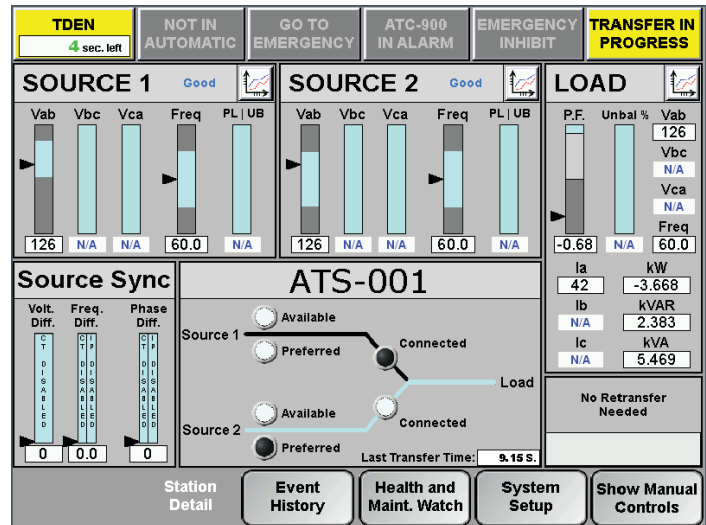 TDEN
4 sec. left
NOT IN
AUTOMATIC
GO TO
EMERGENCY
ATC-900
IN ALARM
EMERGENCY
INHIBIT
TRANSFER IN
PROGRESS
SOURCE 1 Good
Vab Vbc Vca Freq PL | UB
126 N/A N/A 60.0 N/A
SOURCE 2 Good
Vab Vbc Vca Freq PL | UB
126 N/A N/A 60.0 N/A
LOAD
P.F. Unbal % Vab
126
Vbc
N/A
Vca
N/A
Freq
-0.68 N/A 60.0
Ia kW
42 -3.668
Ib kVAR
N/A 2.383
Ic kVA
N/A 5.469
Source Sync
Volt. Freq. Phase
Diff. Diff. Diff.
CT DISABLED
CT DISABLED
IP DISABLED
CT DISABLED
IP DISABLED
0 0.0 0
ATS-001
Available
Source 1
Preferred
Connected
Load
Available
Connected
Source 2
Preferred
Last Transfer Time: 9.15 S.
No Retransfer
Needed
Station
Detail
Event
History
Health and
Maint. Watch
System
Setup
Show Manual
Controls